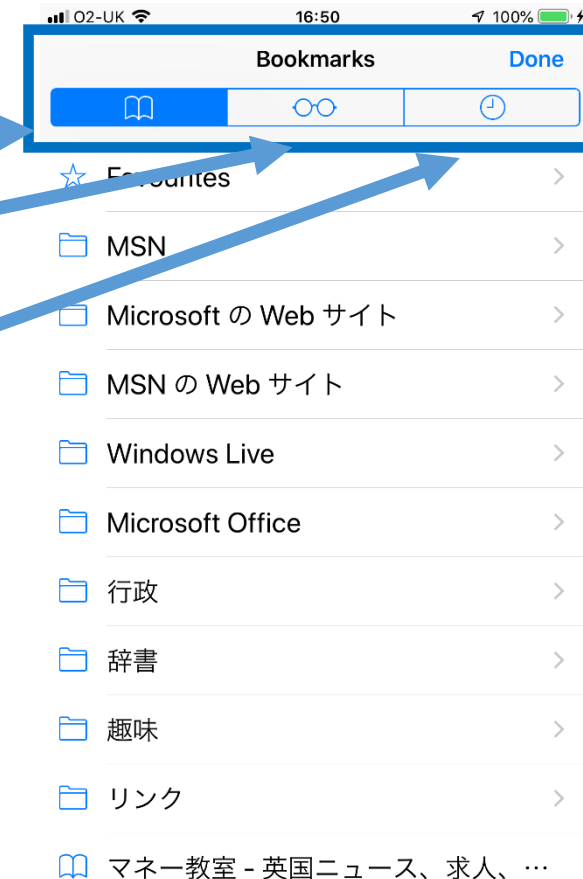 O2-UK 16:50 100%
Bookmarks Done
Favourites
MSN
Microsoft の Web サイト
MSN の Web サイト
Windows Live
Microsoft Office
行政
辞書
趣味
リンク
マネー教室 - 英国ニュース、求人、…